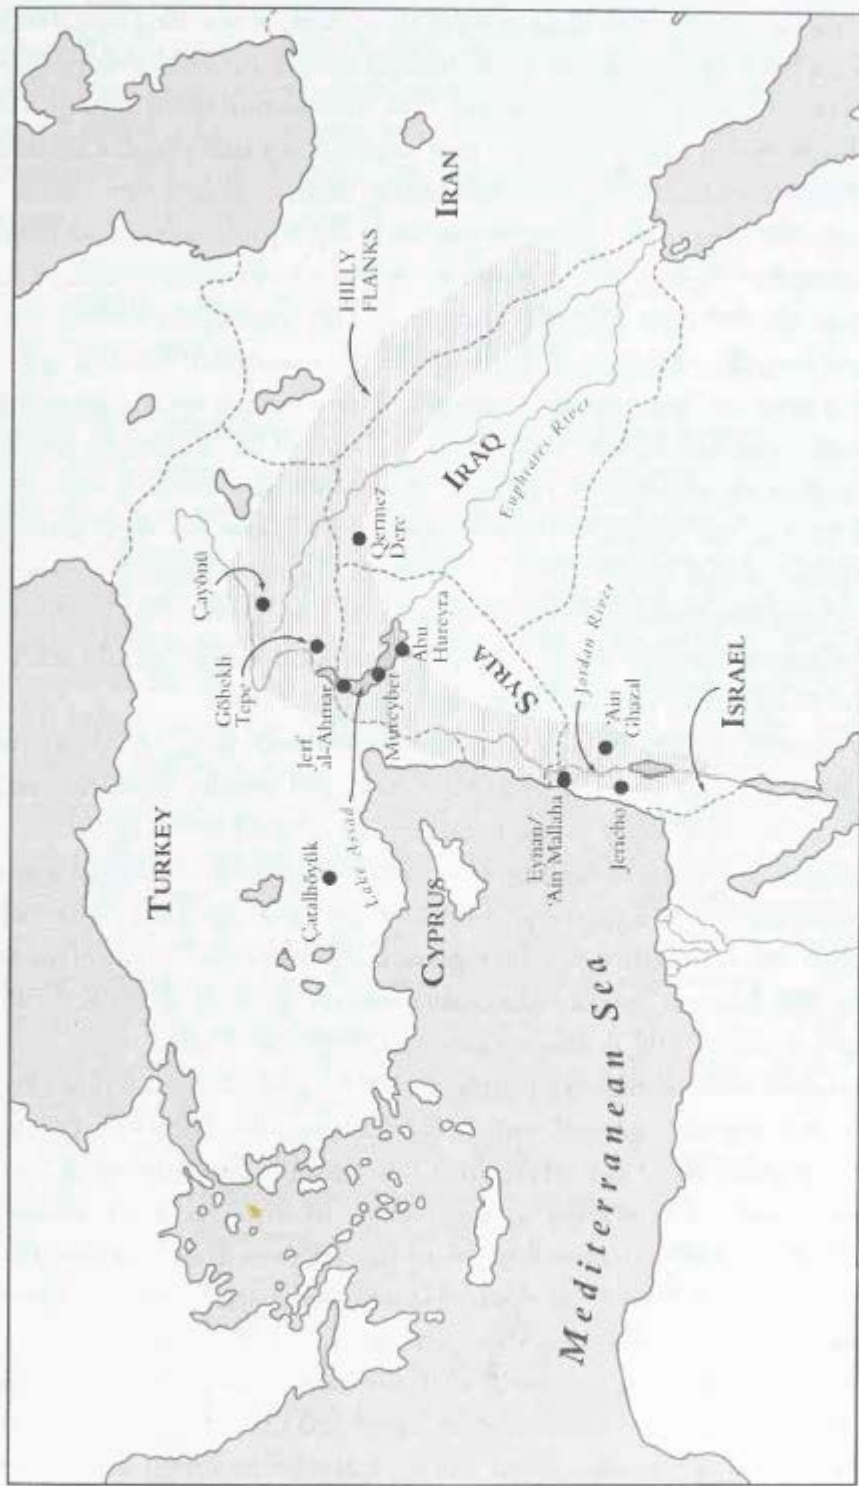 TURKEY
Çatalhöyük
Göbekli
Tepe
Çayönü
Jerf
al-Ahmar
Lake Assad
Mureybet
Abu
Hureyra
Qermez
Dere
HILLY
FLANKS
IRAN
IRAQ
Euphrates River
SYRIA
CYPRUS
Mediterranean Sea
Eynan/
'Ain Mallaha
Jericho
'Ain
Ghazal
Jordan River
ISRAEL